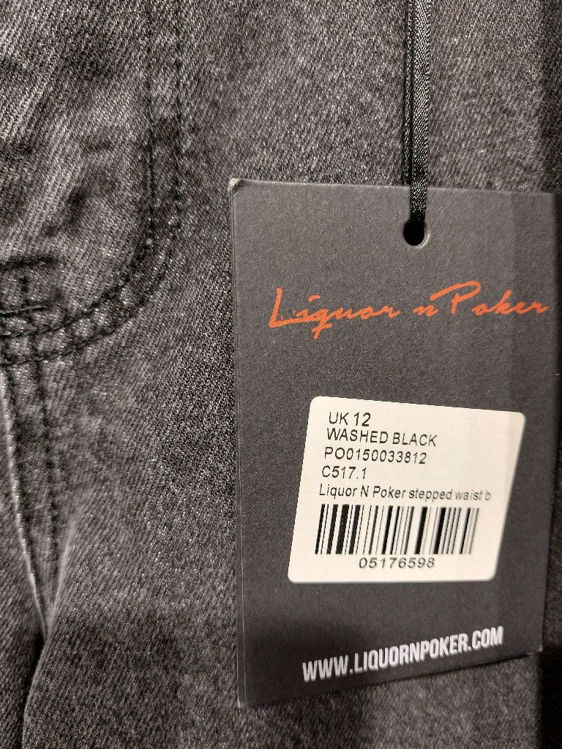 Liquor n Poker
UK 12
WASHED BLACK
PO0150033812
C517.1
Liquor N Poker stepped waist b
05176598
WWW.LIQUORNPOKER.COM